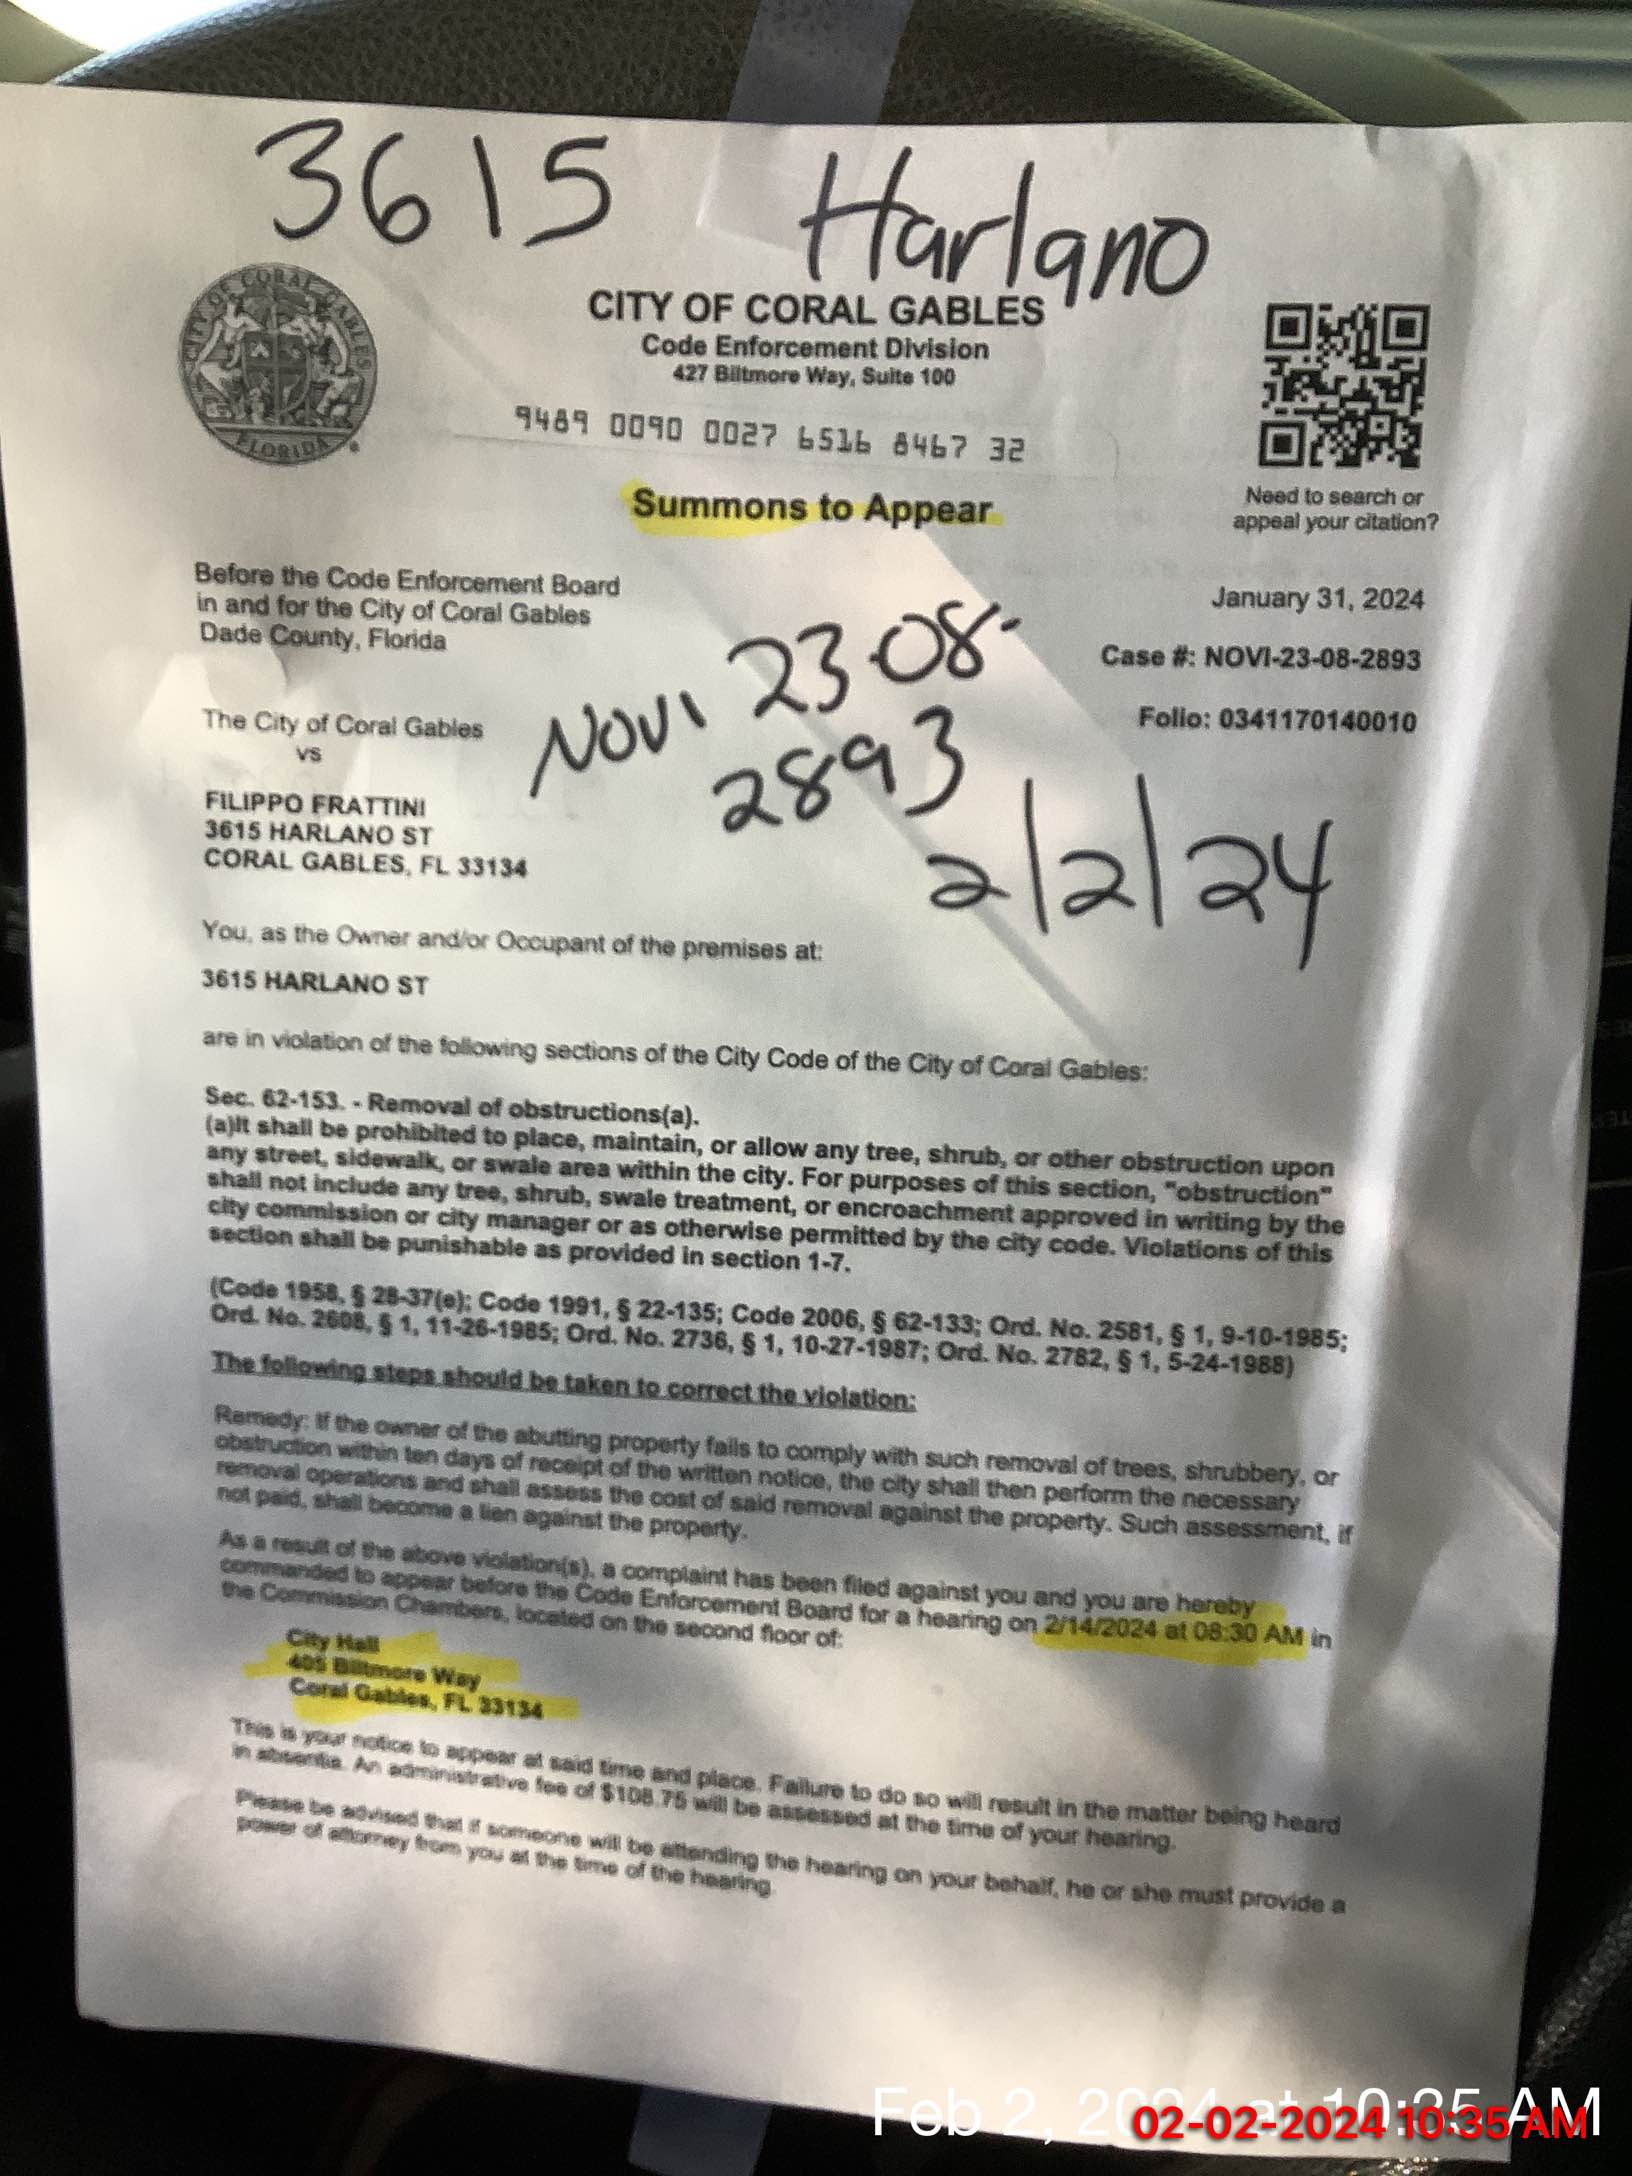 3615 Harlano
CITY OF CORAL GABLES
FLORIDA
CITY OF CORAL GABLES
Code Enforcement Division
427 Biltmore Way, Suite 100
9489 0090 0027 6516 8467 32
Need to search or
appeal your citation?
Summons to Appear
Before the Code Enforcement Board
in and for the City of Coral Gables
Dade County, Florida
January 31, 2024
Case #: NOVI-23-08-2893
Folio: 0341170140010
NOVI 23-08-
2893
2/2/24
The City of Coral Gables
vs
FILIPPO FRATTINI
3615 HARLANO ST
CORAL GABLES, FL 33134
You, as the Owner and/or Occupant of the premises at:
3615 HARLANO ST
are in violation of the following sections of the City Code of the City of Coral Gables:
Sec. 62-153. - Removal of obstructions(a).
(a)It shall be prohibited to place, maintain, or allow any tree, shrub, or other obstruction upon
any street, sidewalk, or swale area within the city. For purposes of this section, "obstruction"
shall not include any tree, shrub, swale treatment, or encroachment approved in writing by the
city commission or city manager or as otherwise permitted by the city code. Violations of this
section shall be punishable as provided in section 1-7.
(Code 1958, § 28-37(e); Code 1991, § 22-135; Code 2006, § 62-133; Ord. No. 2581, § 1, 9-10-1985;
Ord. No. 2608, § 1, 11-26-1985; Ord. No. 2736, § 1, 10-27-1987; Ord. No. 2782, § 1, 5-24-1988)
The following steps should be taken to correct the violation:
Remedy: If the owner of the abutting property fails to comply with such removal of trees, shrubbery, or
obstruction within ten days of receipt of the written notice, the city shall then perform the necessary
removal operations and shall assess the cost of said removal against the property. Such assessment, if
not paid, shall become a lien against the property.
As a result of the above violation(s), a complaint has been filed against you and you are hereby
commanded to appear before the Code Enforcement Board for a hearing on 2/14/2024 at 08:30 AM in
the Commission Chambers, located on the second floor of:
City Hall
405 Biltmore Way
Coral Gables, FL 33134
This is your notice to appear at said time and place. Failure to do so will result in the matter being heard
in absentia. An administrative fee of $108.75 will be assessed at the time of your hearing.
Please be advised that if someone will be attending the hearing on your behalf, he or she must provide a
power of attorney from you at the time of the hearing.
Feb 2, 2024 at 10:35 AM
02-02-2024 10:35 AM